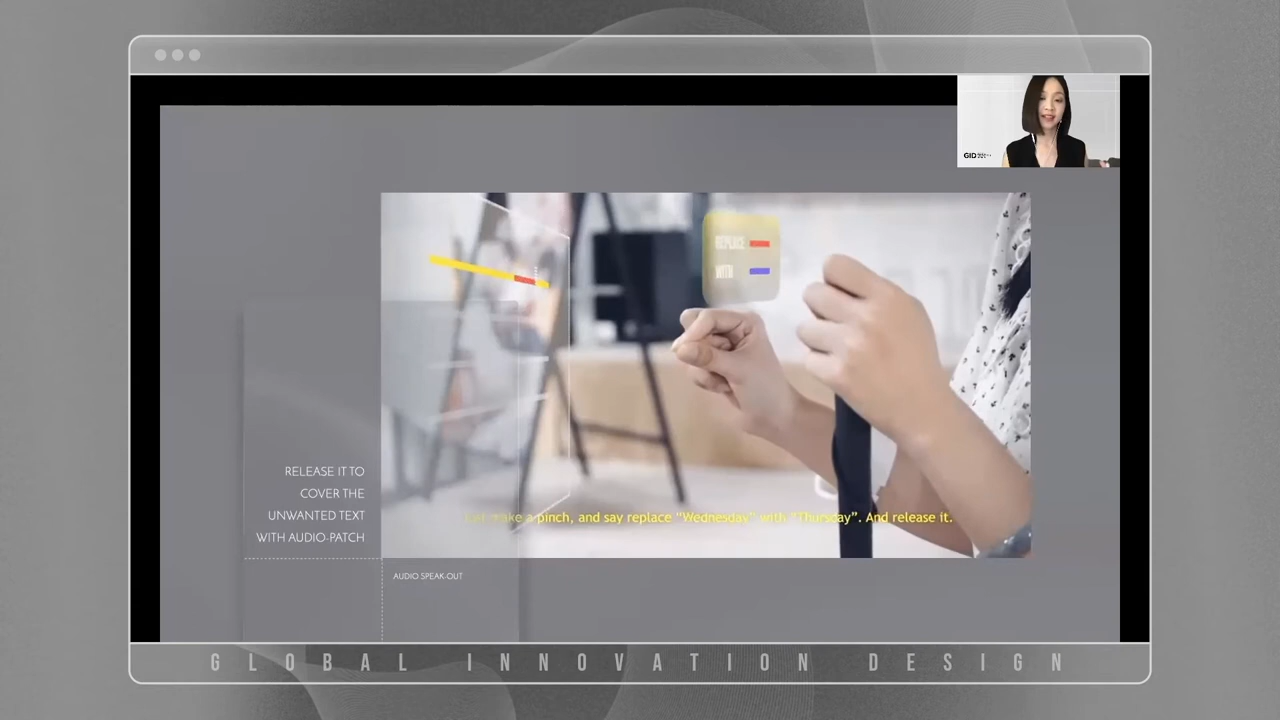 GID
REPLACE
WITH
make a pinch, and say replace “Wednesday” with “Thursday”. And release it.
RELEASE IT TO
COVER THE
UNWANTED TEXT
WITH AUDIO-PATCH
AUDIO SPEAK-OUT
GLOBAL INNOVATION DESIGN